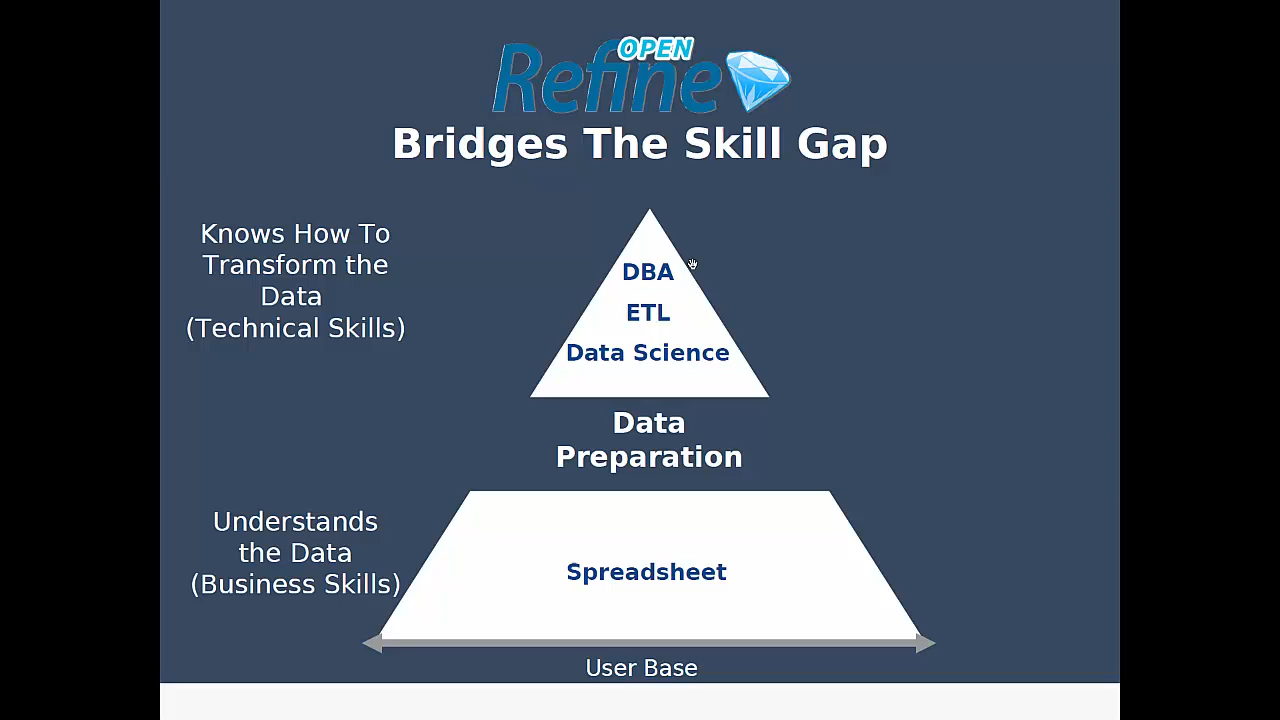 OPEN
Refine
Bridges The Skill Gap
Knows How To
Transform the
Data
(Technical Skills)
DBA
ETL
Data Science
Data
Preparation
Understands
the Data
(Business Skills)
Spreadsheet
User Base